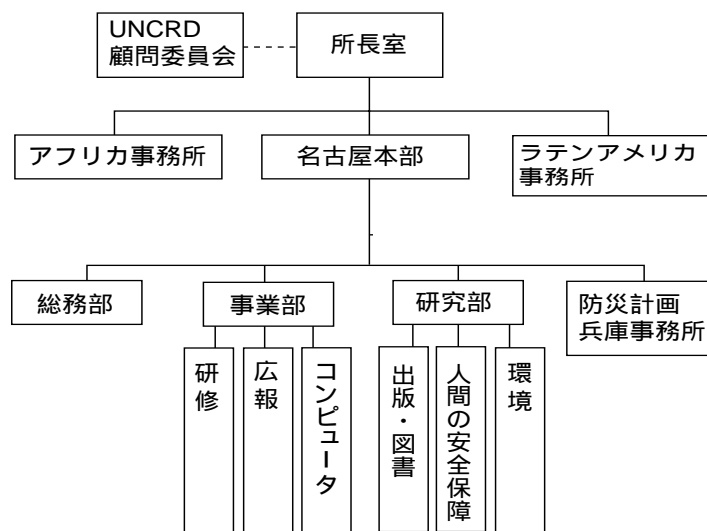 UNCRD
顧問委員会
所長室
アフリカ事務所
名古屋本部
ラテンアメリカ
事務所
総務部
事業部
研究部
防災計画
兵庫事務所
研修
広報
コンピュータ
出版・図書
人間の安全保障
環境